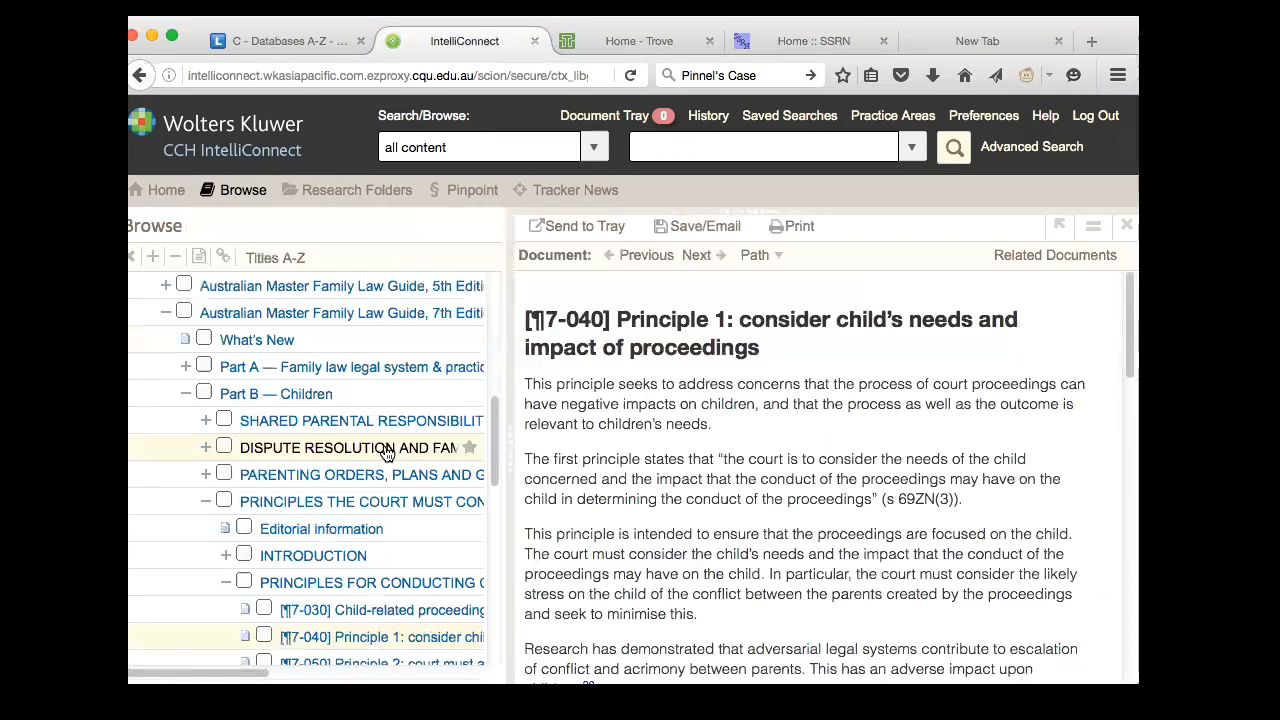 C - Databases A-Z - ...
IntelliConnect
Home - Trove
Home :: SSRN
New Tab
intelliconnect.wkasiapacific.com.ezproxy.cqu.edu.au/scion/secure/ctx_lib
Pinnel's Case
Wolters Kluwer
CCH IntelliConnect
Search/Browse:
all content
Document Tray 0
History
Saved Searches
Practice Areas
Preferences
Help
Log Out
Advanced Search
Home
Browse
Research Folders
§ Pinpoint
Tracker News
Browse
Titles A-Z
Australian Master Family Law Guide, 5th Editi
Australian Master Family Law Guide, 7th Editi
What's New
Part A — Family law legal system & practic
Part B — Children
SHARED PARENTAL RESPONSIBILIT
DISPUTE RESOLUTION AND FAM
PARENTING ORDERS, PLANS AND G
PRINCIPLES THE COURT MUST CON
Editorial information
INTRODUCTION
PRINCIPLES FOR CONDUCTING C
[¶7-030] Child-related proceeding
[¶7-040] Principle 1: consider chi
[¶7-050] Principle 2: court must a
Send to Tray
Save/Email
Print
Document:
Previous
Next
Path
Related Documents
[¶7-040] Principle 1: consider child's needs and
impact of proceedings
This principle seeks to address concerns that the process of court proceedings can
have negative impacts on children, and that the process as well as the outcome is
relevant to children's needs.
The first principle states that “the court is to consider the needs of the child
concerned and the impact that the conduct of the proceedings may have on the
child in determining the conduct of the proceedings” (s 69ZN(3)).
This principle is intended to ensure that the proceedings are focused on the child.
The court must consider the child's needs and the impact that the conduct of the
proceedings may have on the child. In particular, the court must consider the likely
stress on the child of the conflict between the parents created by the proceedings
and seek to minimise this.
Research has demonstrated that adversarial legal systems contribute to escalation
of conflict and acrimony between parents. This has an adverse impact upon